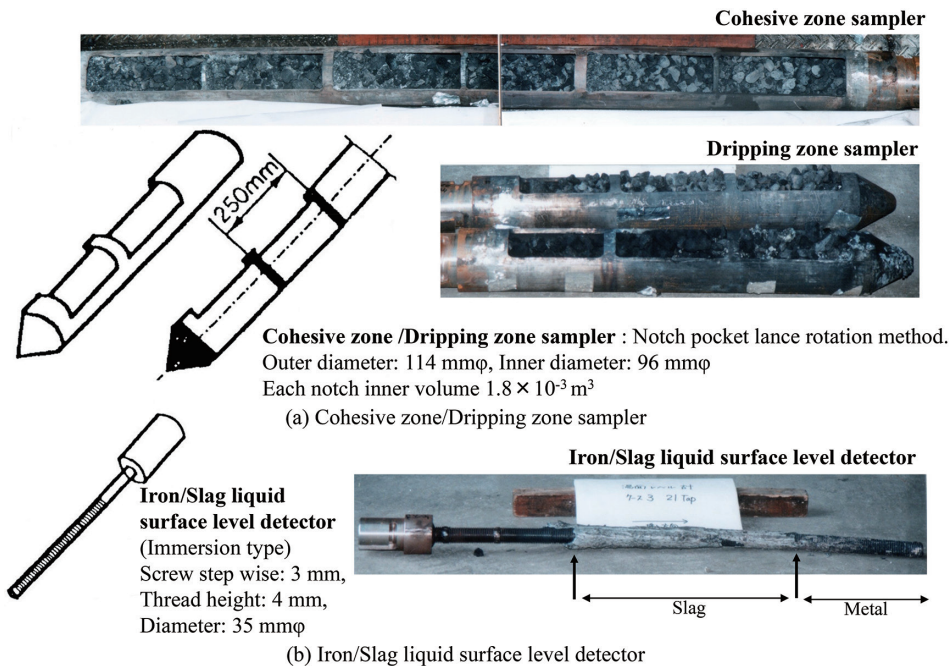 Cohesive zone sampler
Dripping zone sampler
250mm
Cohesive zone /Dripping zone sampler : Notch pocket lance rotation method.
Outer diameter: 114 mmφ, Inner diameter: 96 mmφ
Each notch inner volume 1.8 × 10⁻³ m³
(a) Cohesive zone/Dripping zone sampler
Iron/Slag liquid surface level detector
Iron/Slag liquid
surface level detector
(Immersion type)
Screw step wise: 3 mm,
Thread height: 4 mm,
Diameter: 35 mmφ
21 Tap
Slag
Metal
(b) Iron/Slag liquid surface level detector